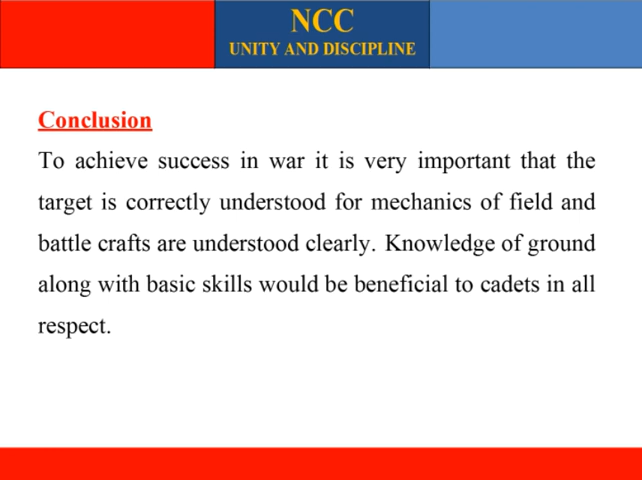 NCC
UNITY AND DISCIPLINE
Conclusion
To achieve success in war it is very important that the
target is correctly understood for mechanics of field and
battle crafts are understood clearly. Knowledge of ground
along with basic skills would be beneficial to cadets in all
respect.